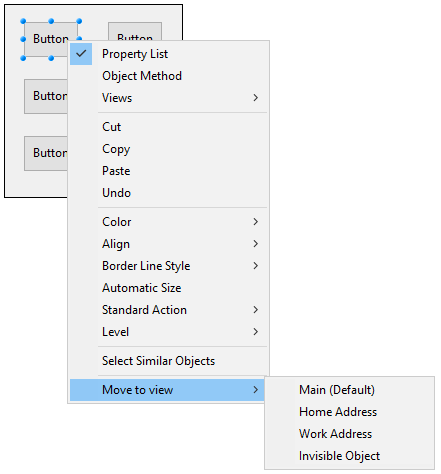 Button Button
Property List
Object Method
Views
Button
Cut
Copy
Paste
Button
Undo
Color
Align
Border Line Style
Automatic Size
Standard Action
Level
Select Similar Objects
Move to view
Main (Default)
Home Address
Work Address
Invisible Object